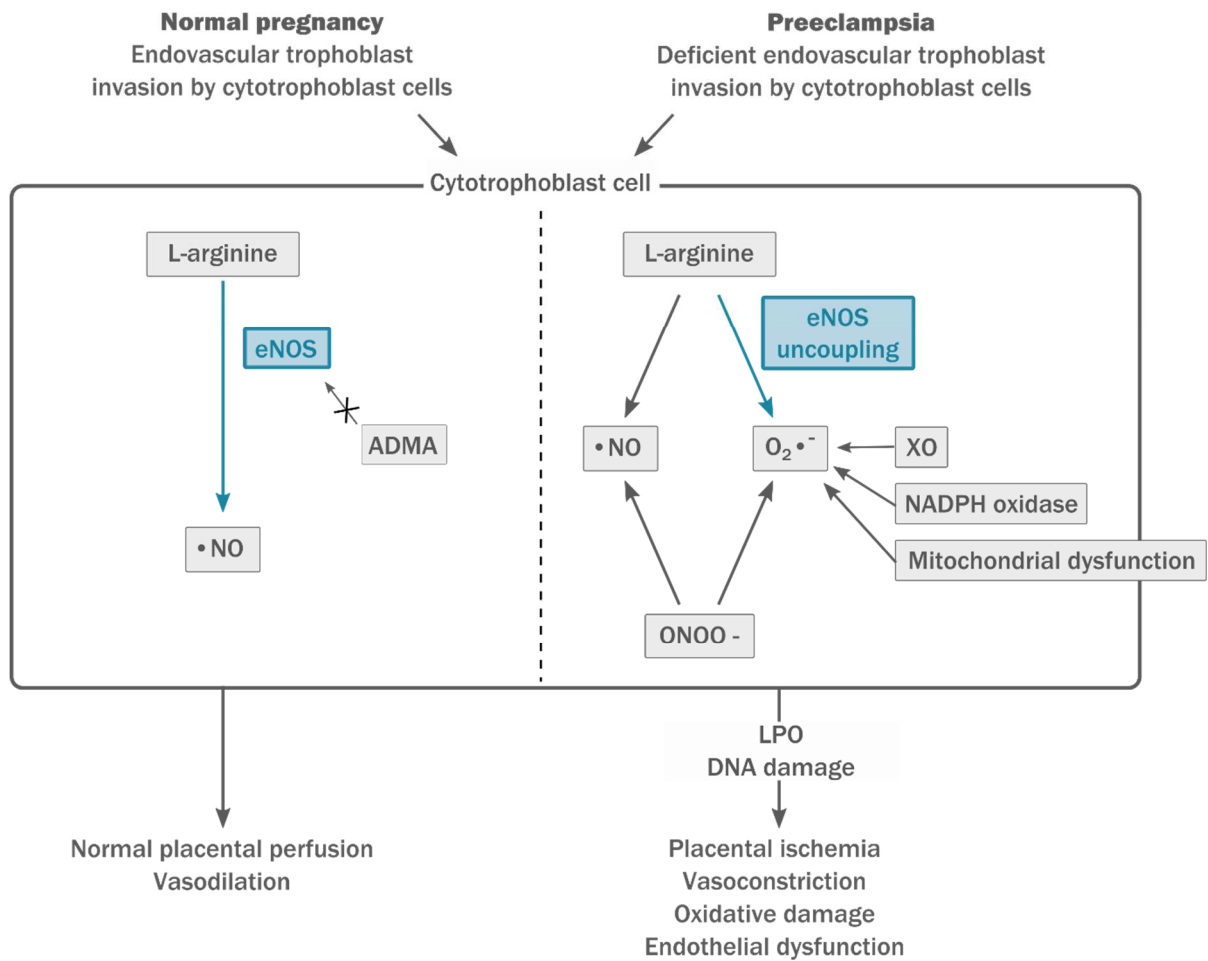 Normal pregnancy
Endovascular trophoblast
invasion by cytotrophoblast cells
Preeclampsia
Deficient endovascular trophoblast
invasion by cytotrophoblast cells
Cytotrophoblast cell
L-arginine
eNOS
ADMA
•NO
L-arginine
eNOS
uncoupling
•NO
O₂•⁻
XO
NADPH oxidase
Mitochondrial dysfunction
ONOO -
Normal placental perfusion
Vasodilation
LPO
DNA damage
Placental ischemia
Vasoconstriction
Oxidative damage
Endothelial dysfunction